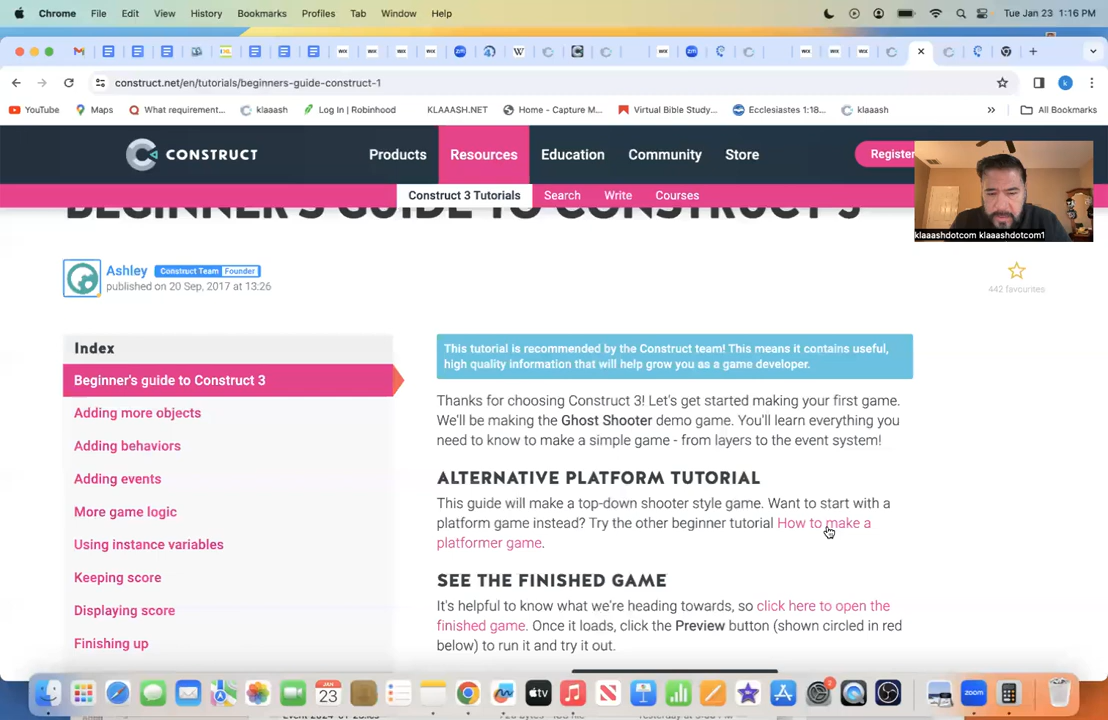 Chrome File Edit View History Bookmarks Profiles Tab Window Help Tue Jan 23 1:16 PM
construct.net/en/tutorials/beginners-guide-construct-1
YouTube Maps What requirement... klaaash Log In | Robinhood KLAAASH.NET Home - Capture M... Virtual Bible Study... Ecclesiastes 1:18... klaaash » All Bookmarks
CONSTRUCT Products Resources Education Community Store Register
Construct 3 Tutorials Search Write Courses
klaaashdotcom klaaashdotcom1
BEGINNER'S GUIDE TO CONSTRUCT 3
Ashley Construct Team Founder
published on 20 Sep, 2017 at 13:26
442 favourites
Index
Beginner's guide to Construct 3
Adding more objects
Adding behaviors
Adding events
More game logic
Using instance variables
Keeping score
Displaying score
Finishing up
This tutorial is recommended by the Construct team! This means it contains useful,
high quality information that will help grow you as a game developer.
Thanks for choosing Construct 3! Let's get started making your first game.
We'll be making the Ghost Shooter demo game. You'll learn everything you
need to know to make a simple game - from layers to the event system!
ALTERNATIVE PLATFORM TUTORIAL
This guide will make a top-down shooter style game. Want to start with a
platform game instead? Try the other beginner tutorial How to make a
platformer game.
SEE THE FINISHED GAME
It's helpful to know what we're heading towards, so click here to open the
finished game. Once it loads, click the Preview button (shown circled in red
below) to run it and try it out.